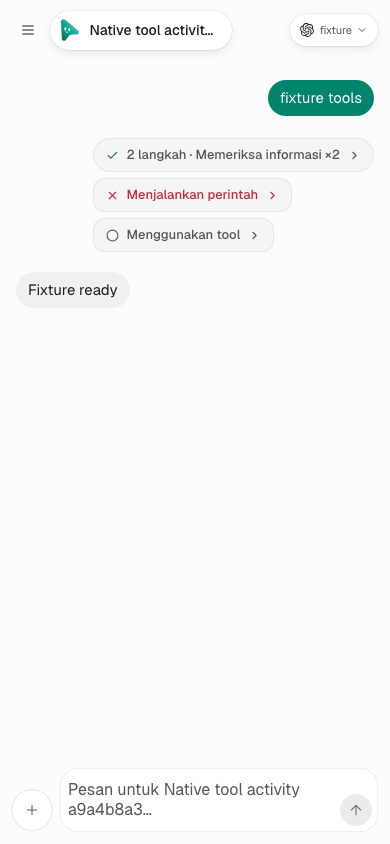 Native tool activit...
fixture
fixture tools
2 langkah · Memeriksa informasi ×2
Menjalankan perintah
Menggunakan tool
Fixture ready
Pesan untuk Native tool activity
a9a4b8a3...